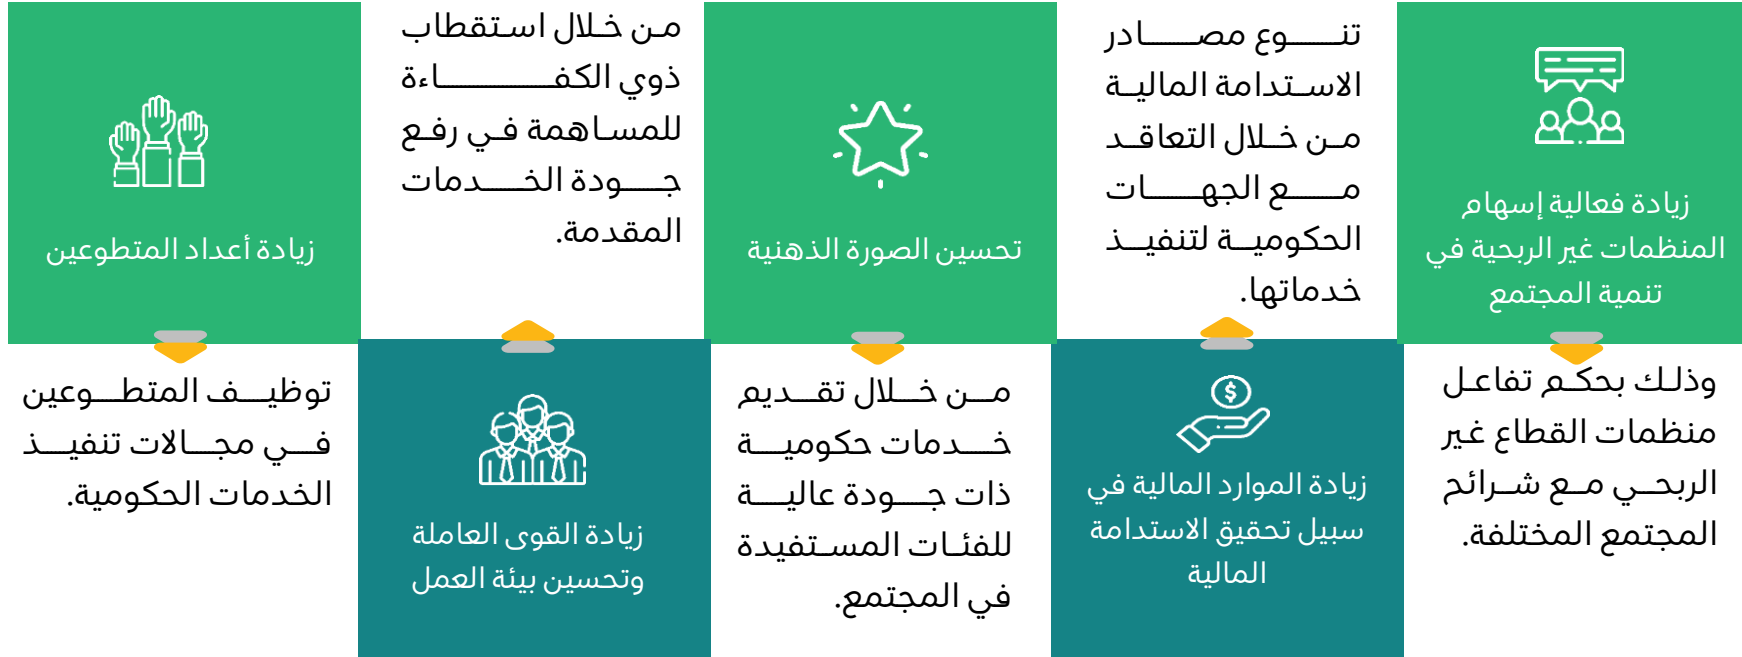 زيادة فعالية إسهام
المنظمات غير الربحية في
تنمية المجتمع
وذلك بحكم تفاعل
منظمات القطاع غير
الربحي مع شرائح
المجتمع المختلفة.
تنوع مصادر
الاستدامة المالية
من خلال التعاقد
مع الجهات
الحكومية لتنفيذ
خدماتها.
زيادة الموارد المالية في
سبيل تحقيق الاستدامة
المالية
تحسين الصورة الذهنية
من خلال تقديم
خدمات حكومية
ذات جودة عالية
للفئات المستفيدة
في المجتمع.
من خلال استقطاب
ذوي الكفاءة
للمساهمة في رفع
جودة الخدمات
المقدمة.
زيادة القوى العاملة
وتحسين بيئة العمل
زيادة أعداد المتطوعين
توظيف المتطوعين
في مجالات تنفيذ
الخدمات الحكومية.